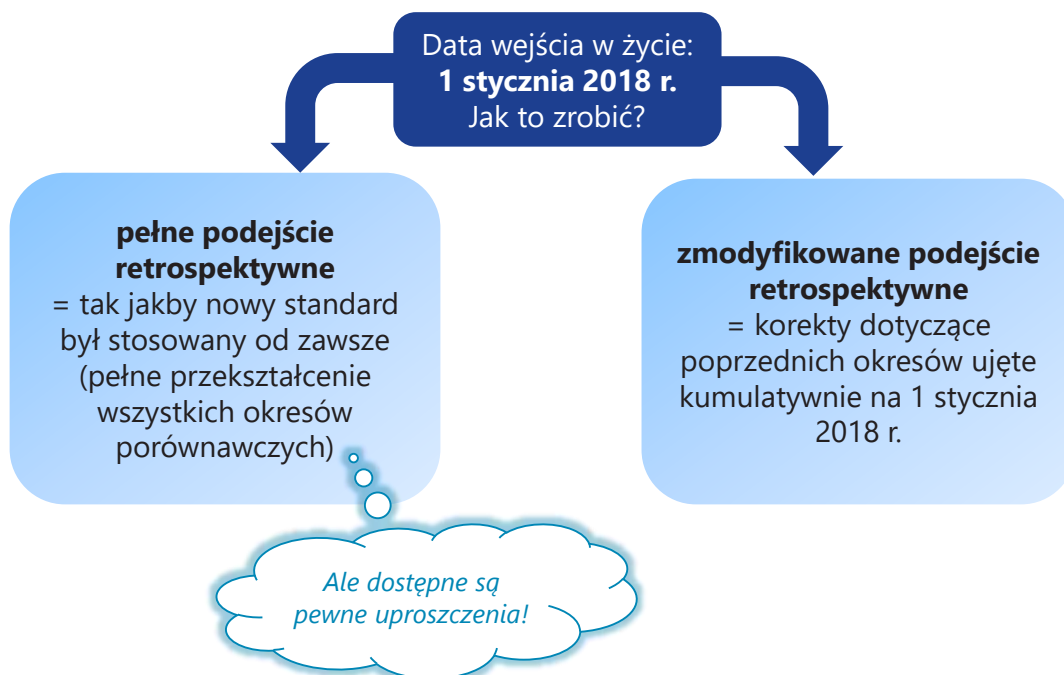 Data wejścia w życie:
1 stycznia 2018 r.
Jak to zrobić?
pełne podejście
retrospektywne
= tak jakby nowy standard
był stosowany od zawsze
(pełne przekształcenie
wszystkich okresów
porównawczych)
zmodyfikowane podejście
retrospektywne
= korekty dotyczące
poprzednich okresów ujęte
kumulatywnie na 1 stycznia
2018 r.
Ale dostępne są
pewne uproszczenia!